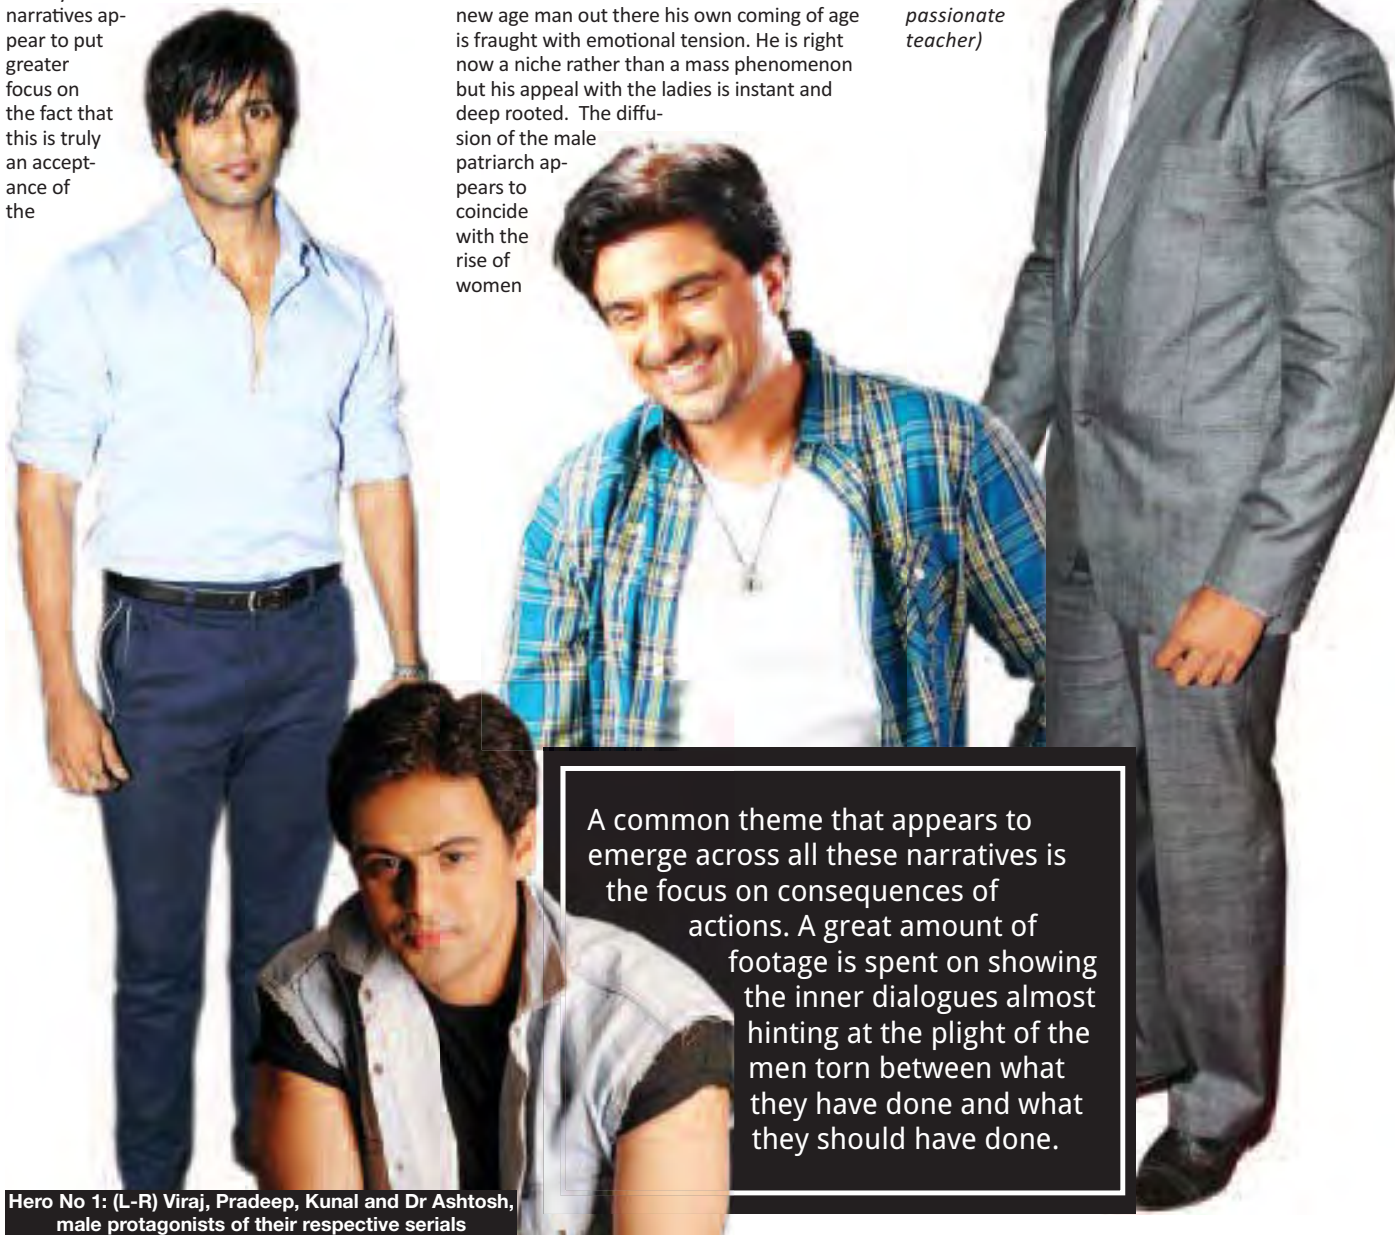 narratives ap-
pear to put
greater
focus on
the fact that
this is truly
an accept-
ance of
the
new age man out there his own coming of age
is fraught with emotional tension. He is right
now a niche rather than a mass phenomenon
but his appeal with the ladies is instant and
deep rooted.  The diffu-
sion of the male
patriarch ap-
pears to
coincide
with the
rise of
women
passionate
teacher)
A common theme that appears to
emerge across all these narratives is
the focus on consequences of
actions. A great amount of
footage is spent on showing
the inner dialogues almost
hinting at the plight of the
men torn between what
they have done and what
they should have done.
Hero No 1: (L-R) Viraj, Pradeep, Kunal and Dr Ashtosh,
male protagonists of their respective serials